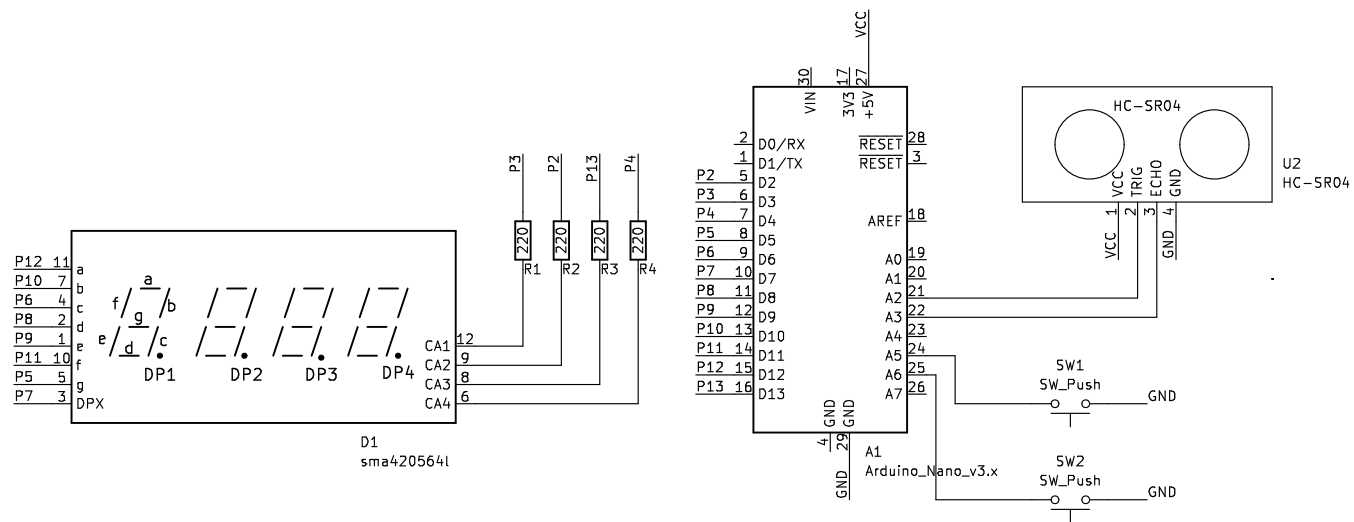 P12 11 a
P10 7 b
P6 4 c
P8 2 d
P9 1 e
P11 10 f
P5 5 g
P7 3 DPX
a
f b
g
e c
d
DP1 DP2 DP3 DP4
CA1 12
CA2 9
CA3 8
CA4 6
D1
sma420564l
P3 P2 P13 P4
220 220 220 220
R1 R2 R3 R4
VCC
30 17 27
VIN 3V3 +5V
2 D0/RX
1 D1/TX
P2 5 D2
P3 6 D3
P4 7 D4
P5 8 D5
P6 9 D6
P7 10 D7
P8 11 D8
P9 12 D9
P10 13 D10
P11 14 D11
P12 15 D12
P13 16 D13
RESET 28
RESET 3
AREF 18
A0 19
A1 20
A2 21
A3 22
A4 23
A5 24
A6 25
A7 26
GND GND
4 29
GND
A1
Arduino_Nano_v3.x
HC-SR04
VCC TRIG ECHO GND
1 2 3 4
VCC GND
U2
HC-SR04
SW1
SW_Push
GND
SW2
SW_Push
GND